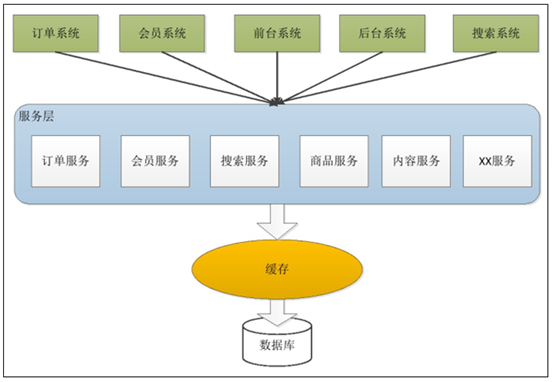 订单系统
会员系统
前台系统
后台系统
搜索系统
服务层
订单服务
会员服务
搜索服务
商品服务
内容服务
XX服务
缓存
数据库